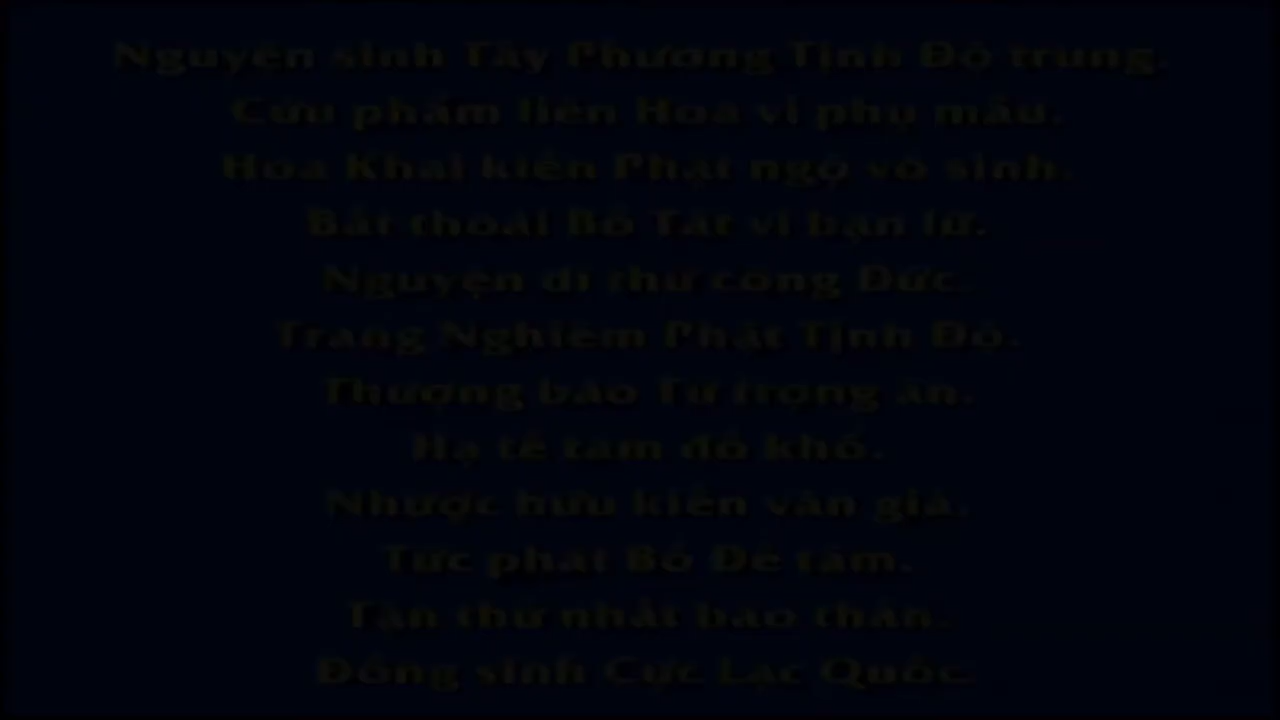 Nguyện sinh Tây Phương Tịnh Độ trung.
Cửu phẩm liên Hoa vi phụ mẫu.
Hoa Khai kiến Phật ngộ vô sinh.
Bất thoái Bồ Tát vi bạn lữ.
Nguyện dĩ thử công Đức.
Trang Nghiêm Phật Tịnh Độ.
Thượng báo Tứ trọng ân.
Hạ tế tam đồ khổ.
Nhược hữu kiến văn giả.
Tức phát Bồ Đề tâm.
Tận thử nhất báo thân.
Đồng sinh Cực Lạc Quốc.